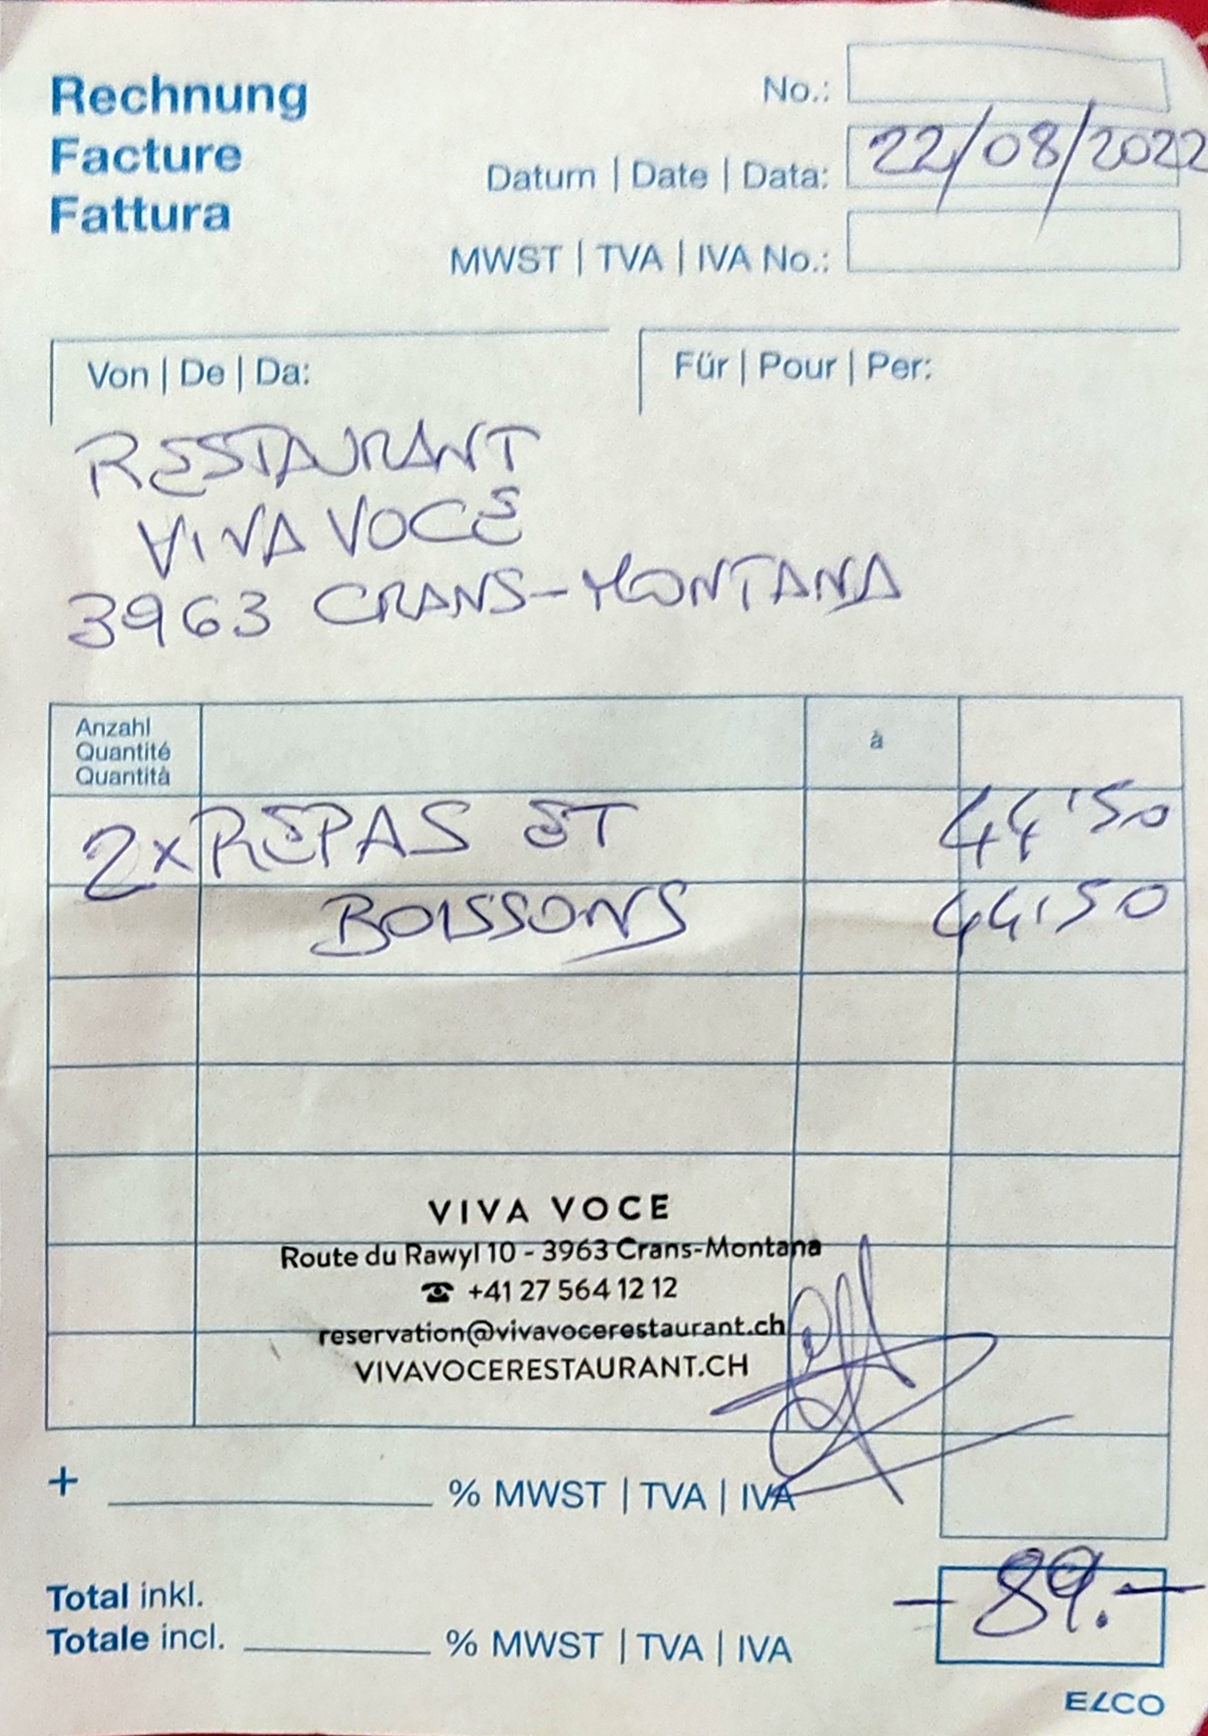 Rechnung
Facture
Fattura
No.:
Datum | Date | Data: 22/08/2022
MWST | TVA | IVA No.:
Von | De | Da:
Für | Pour | Per:
RESTAURANT
VIVA VOCE
3963 CRANS-MONTANA
Anzahl
Quantité
Quantità
à
2x REPAS ET 44'50
BOISSONS 44'50
VIVA VOCE
Route du Rawyl 10 - 3963 Crans-Montana
☎ +41 27 564 12 12
reservation@vivavocerestaurant.ch
VIVAVOCERESTAURANT.CH
+ % MWST | TVA | IVA
Total inkl.
Totale incl. % MWST | TVA | IVA
- 89.-
ELCO